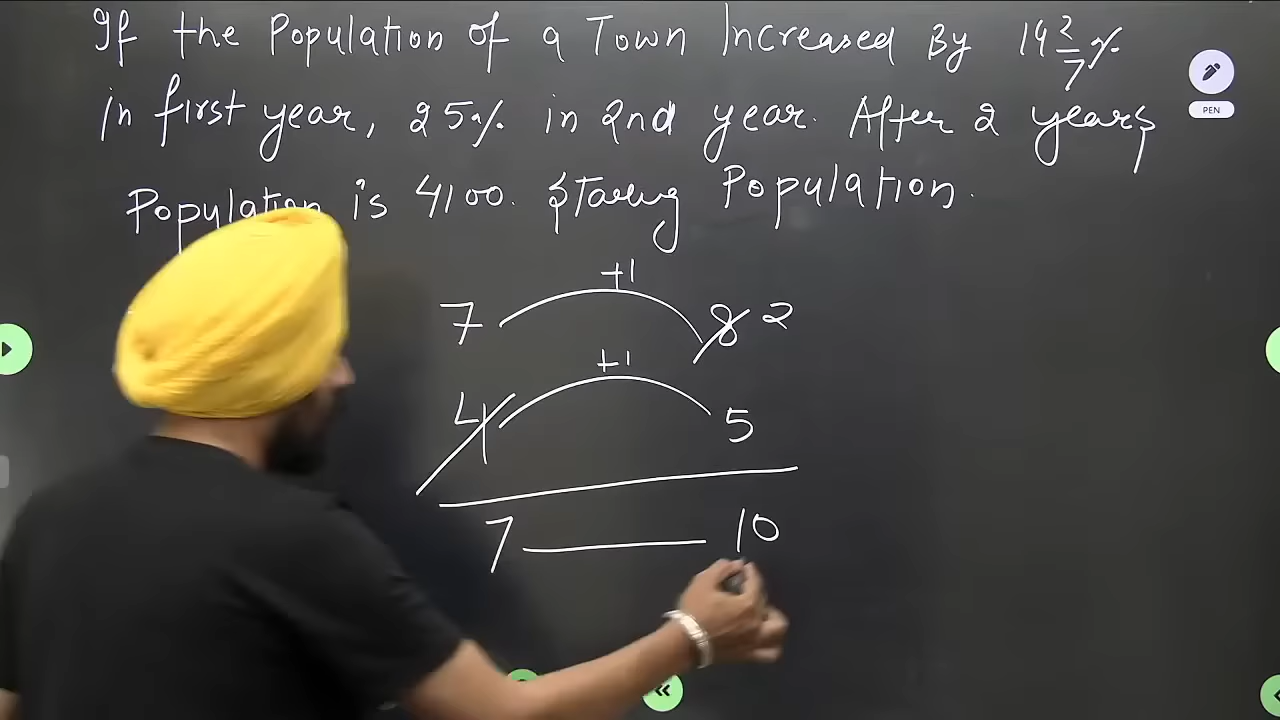 If the Population of a Town Increased By 14 2/7 %
in first year, 25% in 2nd year. After 2 years
Population is 4100. Population.
+1
7 8 2
+1
4 5
7 10
PEN